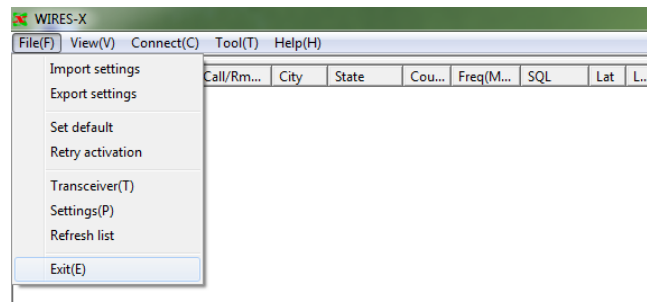 WIRES-X
File(F) View(V) Connect(C) Tool(T) Help(H)
Call/Rm... City State Cou... Freq(M... SQL Lat L...
Import settings
Export settings
Set default
Retry activation
Transceiver(T)
Settings(P)
Refresh list
Exit(E)